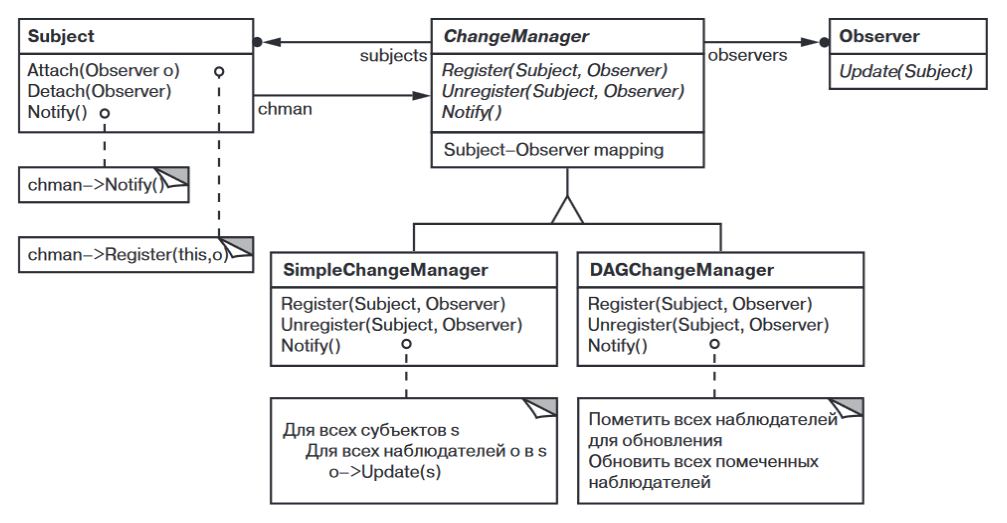 Subject
Attach(Observer o)
Detach(Observer)
Notify()
chman->Notify()
chman->Register(this,o)
subjects
chman
ChangeManager
Register(Subject, Observer)
Unregister(Subject, Observer)
Notify()
Subject-Observer mapping
observers
Observer
Update(Subject)
SimpleChangeManager
Register(Subject, Observer)
Unregister(Subject, Observer)
Notify()
Для всех субъектов s
Для всех наблюдателей o в s
o->Update(s)
DAGChangeManager
Register(Subject, Observer)
Unregister(Subject, Observer)
Notify()
Пометить всех наблюдателей
для обновления
Обновить всех помеченных
наблюдателей